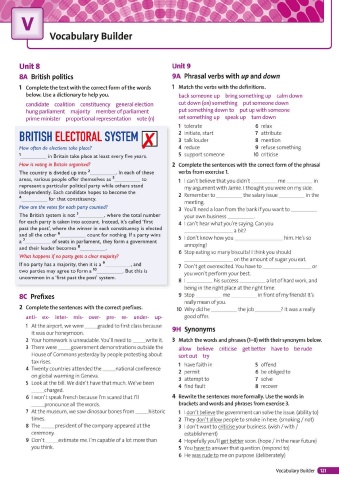 V
Vocabulary Builder
Unit 8
8A British politics
1 Complete the text with the correct form of the words
below. Use a dictionary to help you.
candidate coalition constituency general election
hung parliament majority member of parliament
prime minister proportional representation vote (n)
BRITISH ELECTORAL SYSTEM
How often do elections take place?
1 in Britain take place at least every five years.
How is voting in Britain organised?
The country is divided up into 2 . In each of these
areas, various people offer themselves as 3 to
represent a particular political party while others stand
independently. Each candidate hopes to become the
4 for that constituency.
How are the votes for each party counted?
The British system is not 5 , where the total number
for each party is taken into account. Instead, it's called 'first
past the post', where the winner in each constituency is elected
and all the other 6 count for nothing. If a party wins
a 7 of seats in parliament, they form a government
and their leader becomes 8 .
What happens if no party gets a clear majority?
If no party has a majority, then it is a 9 , and
two parties may agree to form a 10 . But this is
uncommon in a 'first past the post' system.
8C Prefixes
2 Complete the sentences with the correct prefixes.
anti- ex- inter- mis- over- pre- re- under- up-
1 At the airport, we were graded to first class because
it was our honeymoon.
2 Your homework is unreadable. You'll need to write it.
3 There were government demonstrations outside the
House of Commons yesterday by people protesting about
tax rises.
4 Twenty countries attended the national conference
on global warming in Geneva.
5 Look at the bill. We didn't have that much. We've been
charged.
6 I won't speak French because I'm scared that I'll
pronounce all the words.
7 At the museum, we saw dinosaur bones from historic
times.
8 The president of the company appeared at the
ceremony.
9 Don't estimate me. I'm capable of a lot more than
you think.
Unit 9
9A Phrasal verbs with up and down
1 Match the verbs with the definitions.
back someone up bring something up calm down
cut down (on) something put someone down
put something down to put up with someone
set something up speak up turn down
1 tolerate 6 relax
2 initiate, start 7 attribute
3 talk louder 8 mention
4 reduce 9 refuse something
5 support someone 10 criticise
2 Complete the sentences with the correct form of the phrasal
verbs from exercise 1.
1 I can't believe that you didn't me in
my argument with Jamie. I thought you were on my side.
2 Remember to the salary issue in the
meeting.
3 You'll need a loan from the bank if you want to
your own business
4 I can't hear what you're saying. Can you
a bit?
5 I don't know how you him. He's so
annoying!
6 Stop eating so many biscuits! I think you should
on the amount of sugar you eat.
7 Don't get overexcited. You have to or
you won't perform your best.
8 I his success a lot of hard work, and
being in the right place at the right time.
9 Stop me in front of my friends! It's
really mean of you.
10 Why did he the job ? It was a really
good offer.
9H Synonyms
3 Match the words and phrases (1–8) with their synonyms below.
allow believe criticise get better have to be rude
sort out try
1 have faith in 5 offend
2 permit 6 be obliged to
3 attempt to 7 solve
4 find fault 8 recover
4 Rewrite the sentences more formally. Use the words in
brackets and words and phrases from exercise 3.
1 I don't believe the government can solve the issue. (ability to)
2 They don't allow people to smoke in here. (smoking / not)
3 I don't want to criticise your business. (wish / with /
establishment)
4 Hopefully you'll get better soon. (hope / in the near future)
5 You have to answer that question. (respond to)
6 He was rude to me on purpose. (deliberately)
Vocabulary Builder 121